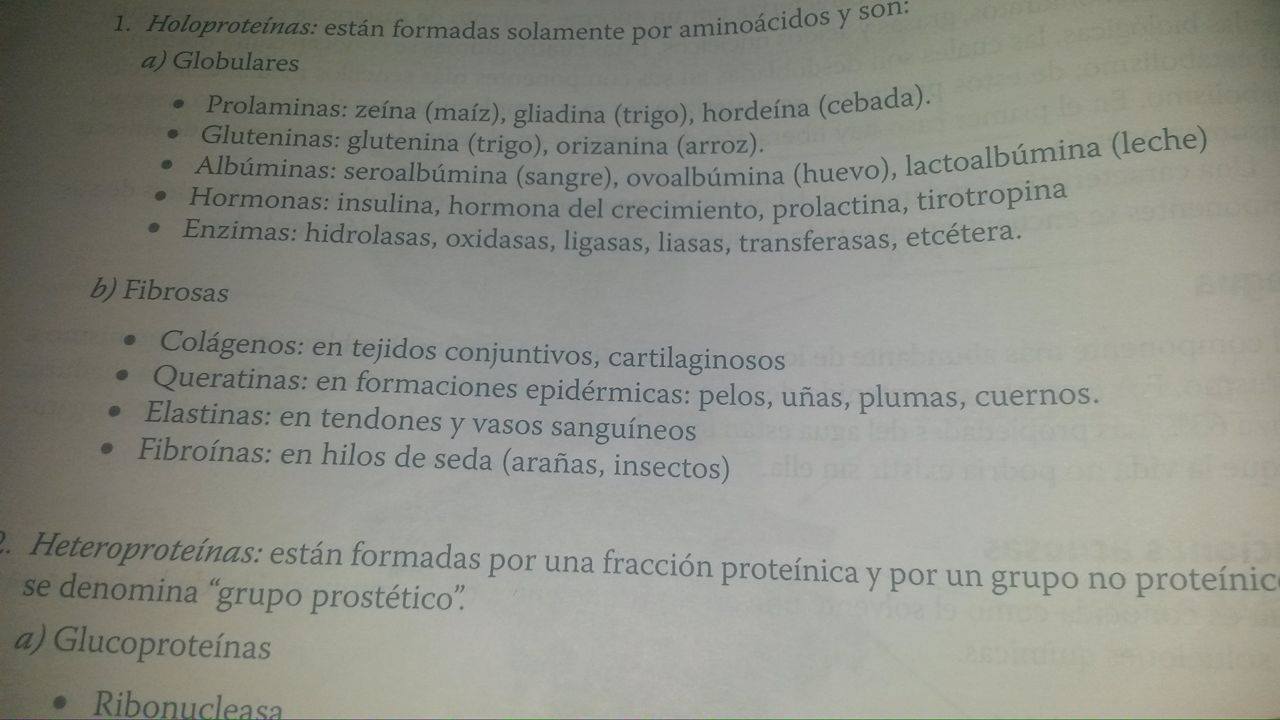 1. Holoproteínas: están formadas solamente por aminoácidos y son:
a) Globulares
• Prolaminas: zeína (maíz), gliadina (trigo), hordeína (cebada).
• Gluteninas: glutenina (trigo), orizanina (arroz).
• Albúminas: seroalbúmina (sangre), ovoalbúmina (huevo), lactoalbúmina (leche)
• Hormonas: insulina, hormona del crecimiento, prolactina, tirotropina
• Enzimas: hidrolasas, oxidasas, ligasas, liasas, transferasas, etcétera.
b) Fibrosas
• Colágenos: en tejidos conjuntivos, cartilaginosos
• Queratinas: en formaciones epidérmicas: pelos, uñas, plumas, cuernos.
• Elastinas: en tendones y vasos sanguíneos
• Fibroínas: en hilos de seda (arañas, insectos)
2. Heteroproteínas: están formadas por una fracción proteínica y por un grupo no proteínico
se denomina “grupo prostético”.
a) Glucoproteínas
• Ribonucleasa